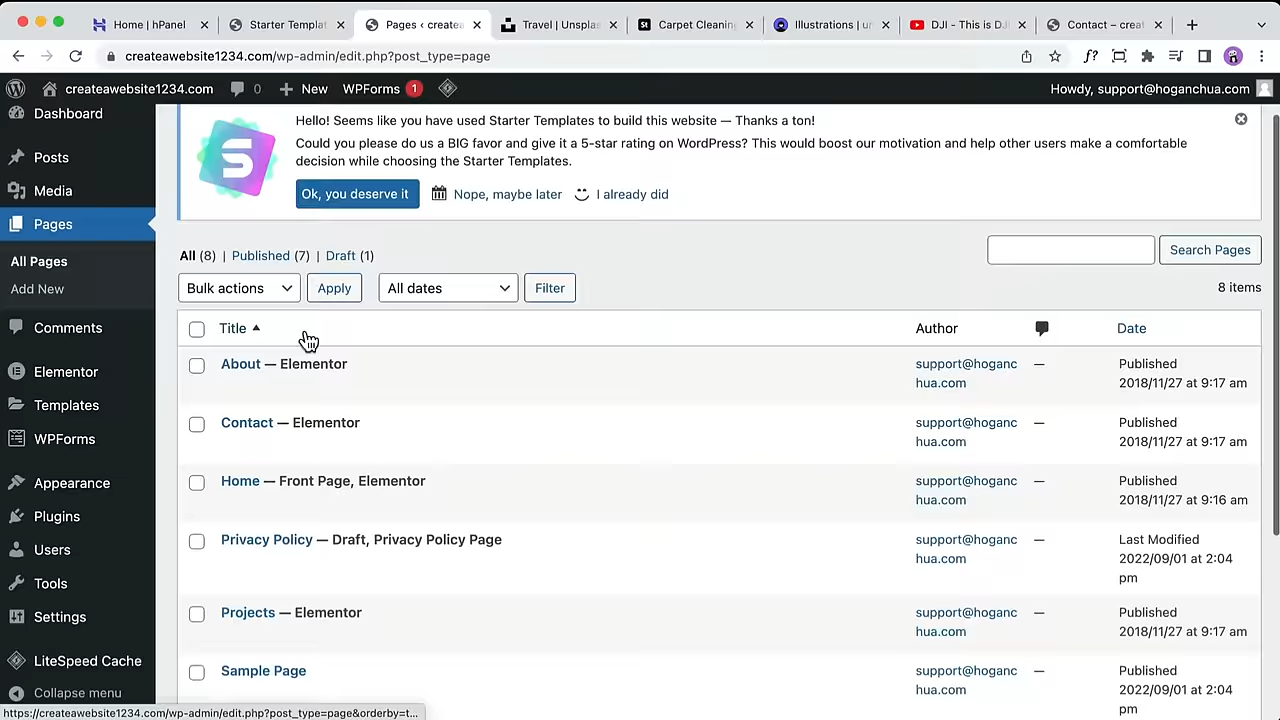 Home | hPanel
Starter Templat
Pages ‹ create
Travel | Unsplas
St
Carpet Cleaning
Illustrations | un
DJI - This is DJ
Contact – creat
createawebsite1234.com/wp-admin/edit.php?post_type=page
f?
createawebsite1234.com
0
New
WPForms 1
Howdy, support@hoganchua.com
Dashboard
Posts
Media
Pages
All Pages
Add New
Comments
Elementor
Templates
WPForms
Appearance
Plugins
Users
Tools
Settings
LiteSpeed Cache
Collapse menu
S
Hello! Seems like you have used Starter Templates to build this website — Thanks a ton!
Could you please do us a BIG favor and give it a 5-star rating on WordPress? This would boost our motivation and help other users make a comfortable
decision while choosing the Starter Templates.
Ok, you deserve it
Nope, maybe later
I already did
All (8) | Published (7) | Draft (1)
Search Pages
Bulk actions
Apply
All dates
Filter
8 items
Title
Author
Date
About — Elementor
support@hoganc
hua.com
—
Published
2018/11/27 at 9:17 am
Contact — Elementor
support@hoganc
hua.com
—
Published
2018/11/27 at 9:17 am
Home — Front Page, Elementor
support@hoganc
hua.com
—
Published
2018/11/27 at 9:16 am
Privacy Policy — Draft, Privacy Policy Page
support@hoganc
hua.com
—
Last Modified
2022/09/01 at 2:04
pm
Projects — Elementor
support@hoganc
hua.com
—
Published
2018/11/27 at 9:17 am
Sample Page
support@hoganc
hua.com
—
Published
2022/09/01 at 2:04
pm
https://createawebsite1234.com/wp-admin/edit.php?post_type=page&orderby=t...